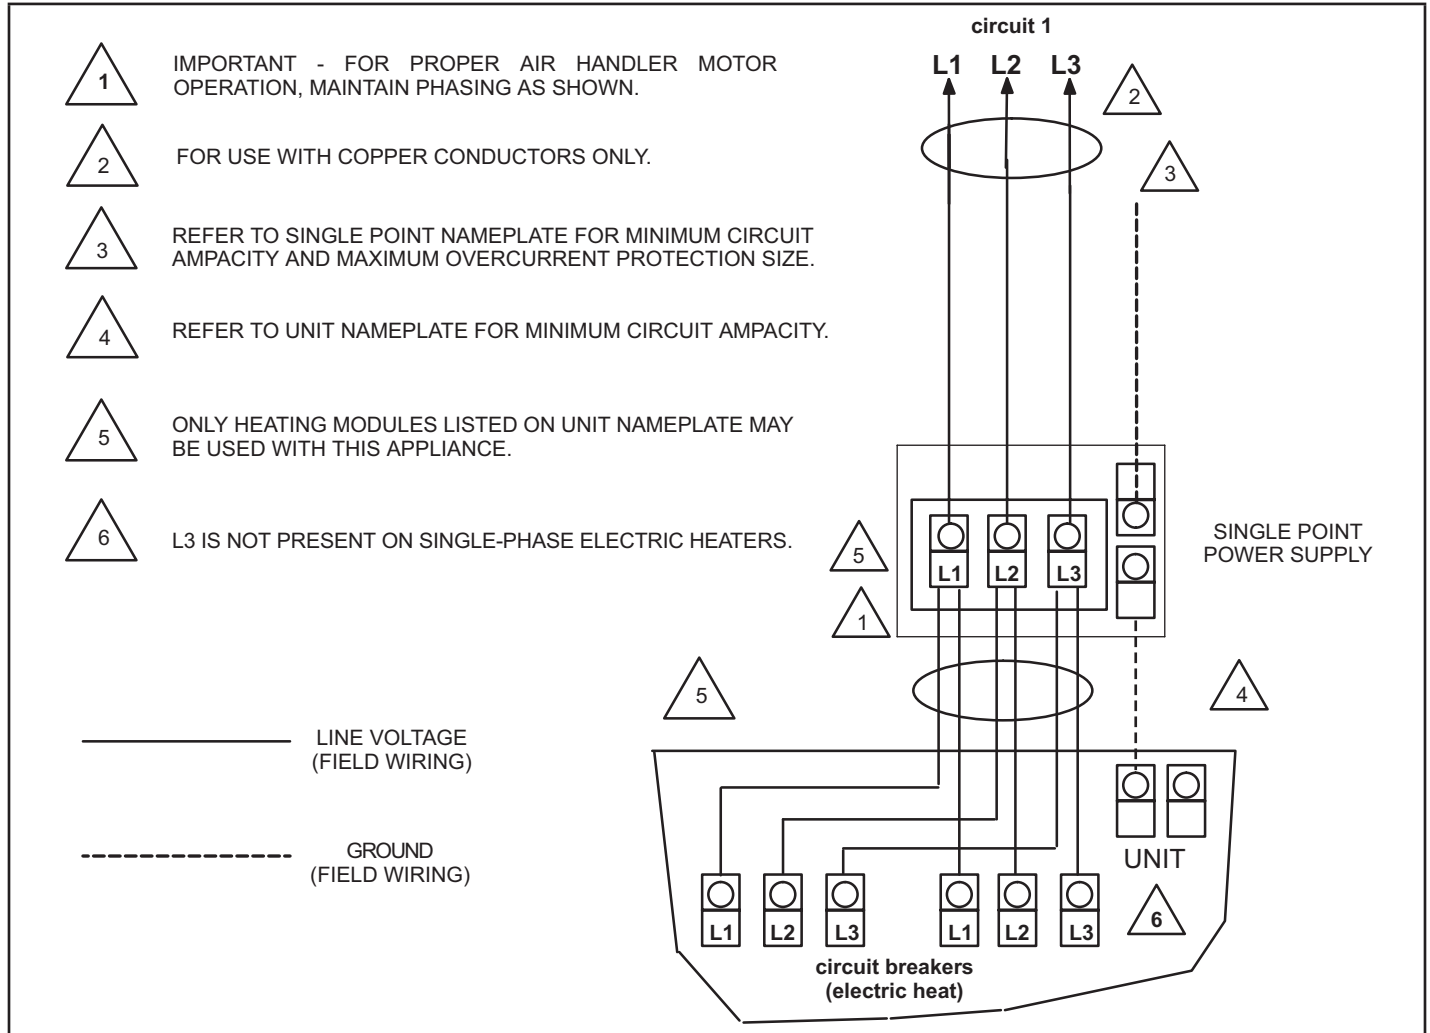 circuit 1
L1 L2 L3
1
IMPORTANT - FOR PROPER AIR HANDLER MOTOR
OPERATION, MAINTAIN PHASING AS SHOWN.
2
FOR USE WITH COPPER CONDUCTORS ONLY.
3
REFER TO SINGLE POINT NAMEPLATE FOR MINIMUM CIRCUIT
AMPACITY AND MAXIMUM OVERCURRENT PROTECTION SIZE.
4
REFER TO UNIT NAMEPLATE FOR MINIMUM CIRCUIT AMPACITY.
5
ONLY HEATING MODULES LISTED ON UNIT NAMEPLATE MAY
BE USED WITH THIS APPLIANCE.
6
L3 IS NOT PRESENT ON SINGLE-PHASE ELECTRIC HEATERS.
LINE VOLTAGE
(FIELD WIRING)
GROUND
(FIELD WIRING)
2
3
SINGLE POINT
POWER SUPPLY
5
L1 L2 L3
1
5
4
UNIT
6
L1 L2 L3 L1 L2 L3
circuit breakers
(electric heat)